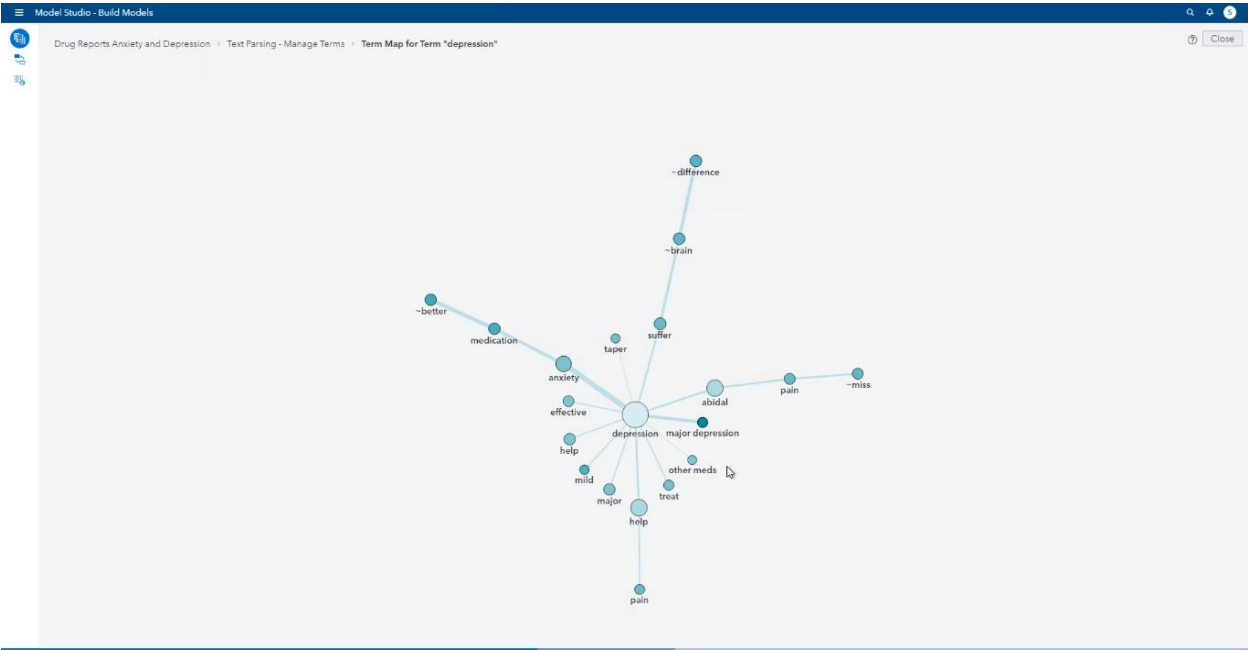 Model Studio - Build Models
S
Drug Reports Anxiety and Depression > Text Parsing - Manage Terms > Term Map for Term "depression"
? Close
~difference
~brain
~better
suffer
medication
taper
anxiety
~miss
pain
abidal
effective
depression major depression
help
other meds
mild
treat
major
help
pain